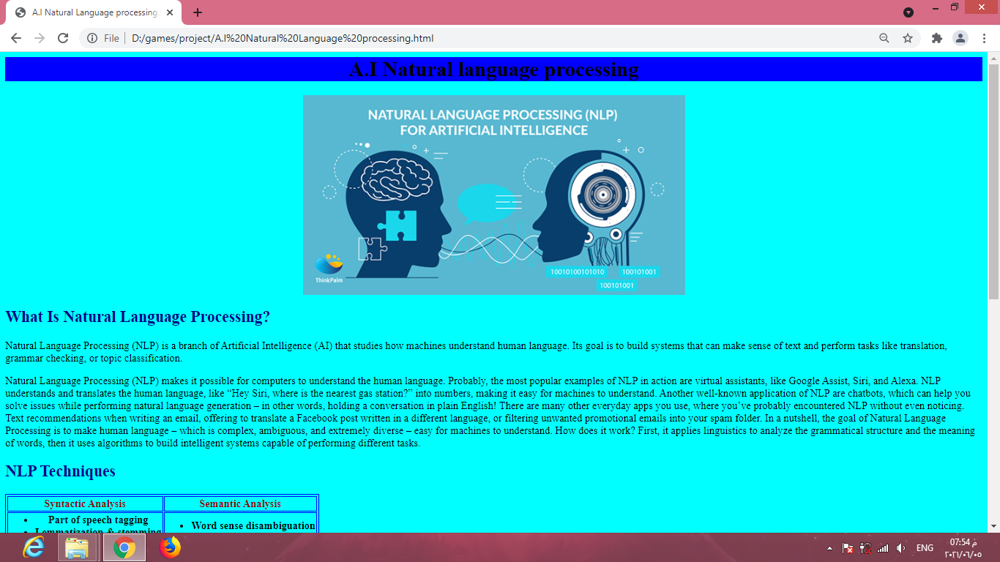 A.I Natural Language processing
File
D:/games/project/A.I%20Natural%20Language%20processing.html
A.I Natural language processing
NATURAL LANGUAGE PROCESSING (NLP)
FOR ARTIFICIAL INTELLIGENCE
ThinkPalm
10010100101010
100101001
100101001
What Is Natural Language Processing?
Natural Language Processing (NLP) is a branch of Artificial Intelligence (AI) that studies how machines understand human language. Its goal is to build systems that can make sense of text and perform tasks like translation,
grammar checking, or topic classification.
Natural Language Processing (NLP) makes it possible for computers to understand the human language. Probably, the most popular examples of NLP in action are virtual assistants, like Google Assist, Siri, and Alexa. NLP
understands and translates the human language, like “Hey Siri, where is the nearest gas station?” into numbers, making it easy for machines to understand. Another well-known application of NLP are chatbots, which can help you
solve issues while performing natural language generation – in other words, holding a conversation in plain English! There are many other everyday apps you use, where you’ve probably encountered NLP without even noticing.
Text recommendations when writing an email, offering to translate a Facebook post written in a different language, or filtering unwanted promotional emails into your spam folder. In a nutshell, the goal of Natural Language
Processing is to make human language – which is complex, ambiguous, and extremely diverse – easy for machines to understand. How does it work? First, it applies linguistics to analyze the grammatical structure and the meaning
of words, then it uses algorithms to build intelligent systems capable of performing different tasks.
NLP Techniques
Syntactic Analysis
Semantic Analysis
• Part of speech tagging
• Lemmatization & stemming
• Word sense disambiguation
ENG
07:54 م
٢٠٢١/٠٦/٠٥